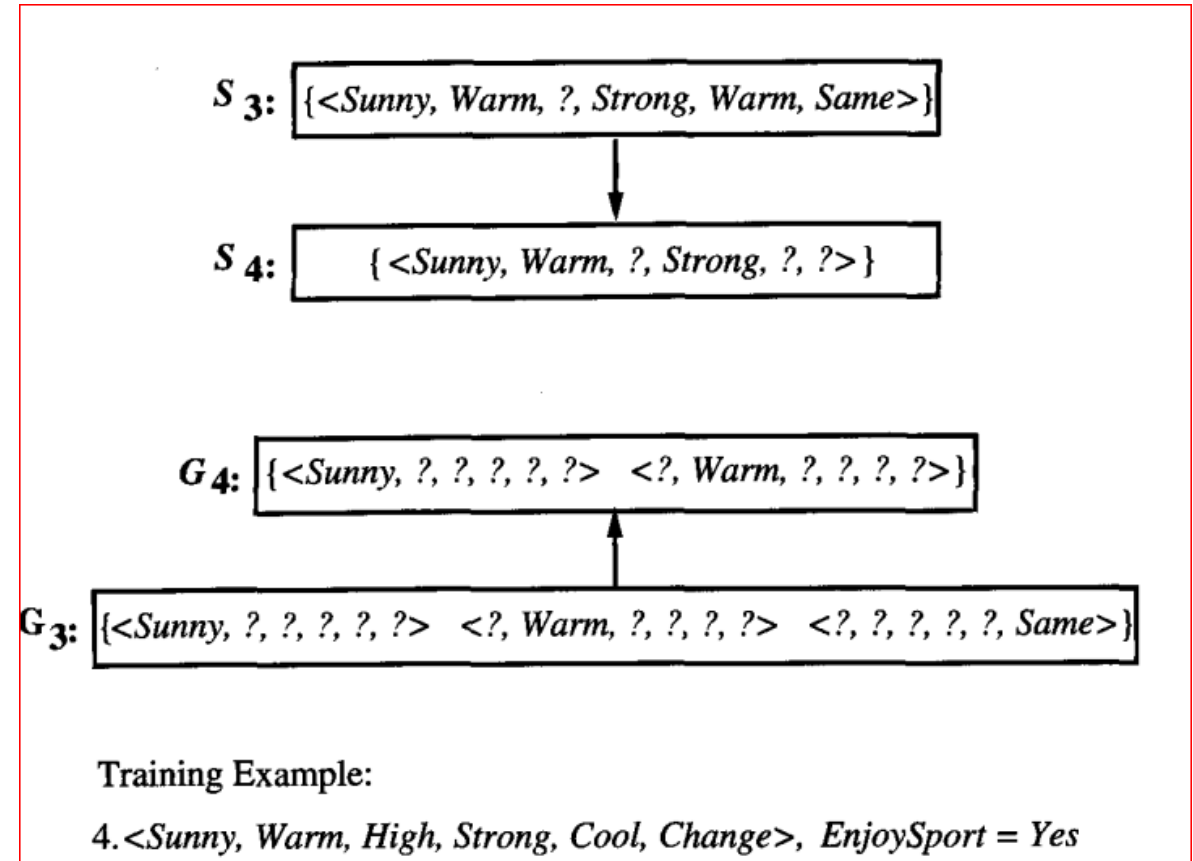 S 3: {<Sunny, Warm, ?, Strong, Warm, Same>}
S 4: { <Sunny, Warm, ?, Strong, ?, ?> }
G 4: {<Sunny, ?, ?, ?, ?, ?> <?, Warm, ?, ?, ?, ?>}
G 3: {<Sunny, ?, ?, ?, ?, ?> <?, Warm, ?, ?, ?, ?> <?, ?, ?, ?, ?, Same>}
Training Example:
4.<Sunny, Warm, High, Strong, Cool, Change>, EnjoySport = Yes